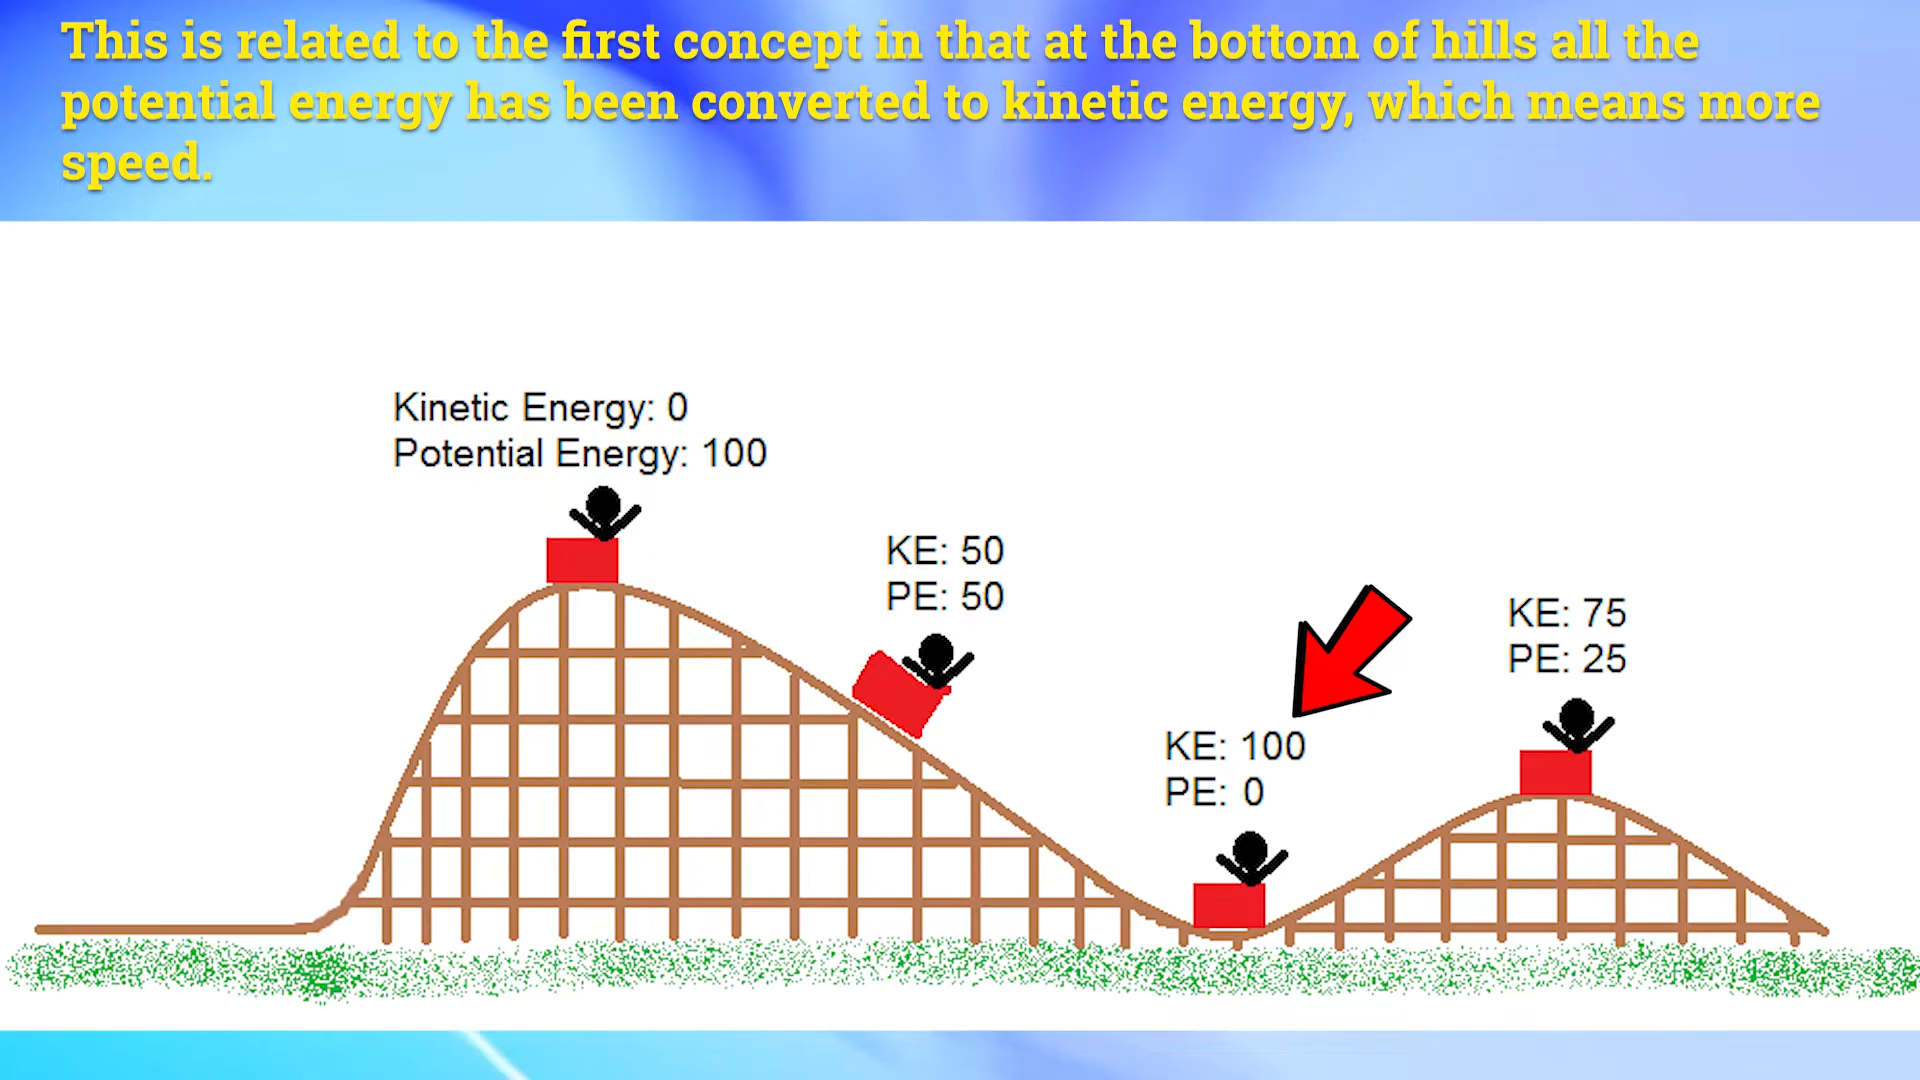 This is related to the first concept in that at the bottom of hills all the
potential energy has been converted to kinetic energy, which means more
speed.
Kinetic Energy: 0
Potential Energy: 100
KE: 50
PE: 50
KE: 100
PE: 0
KE: 75
PE: 25